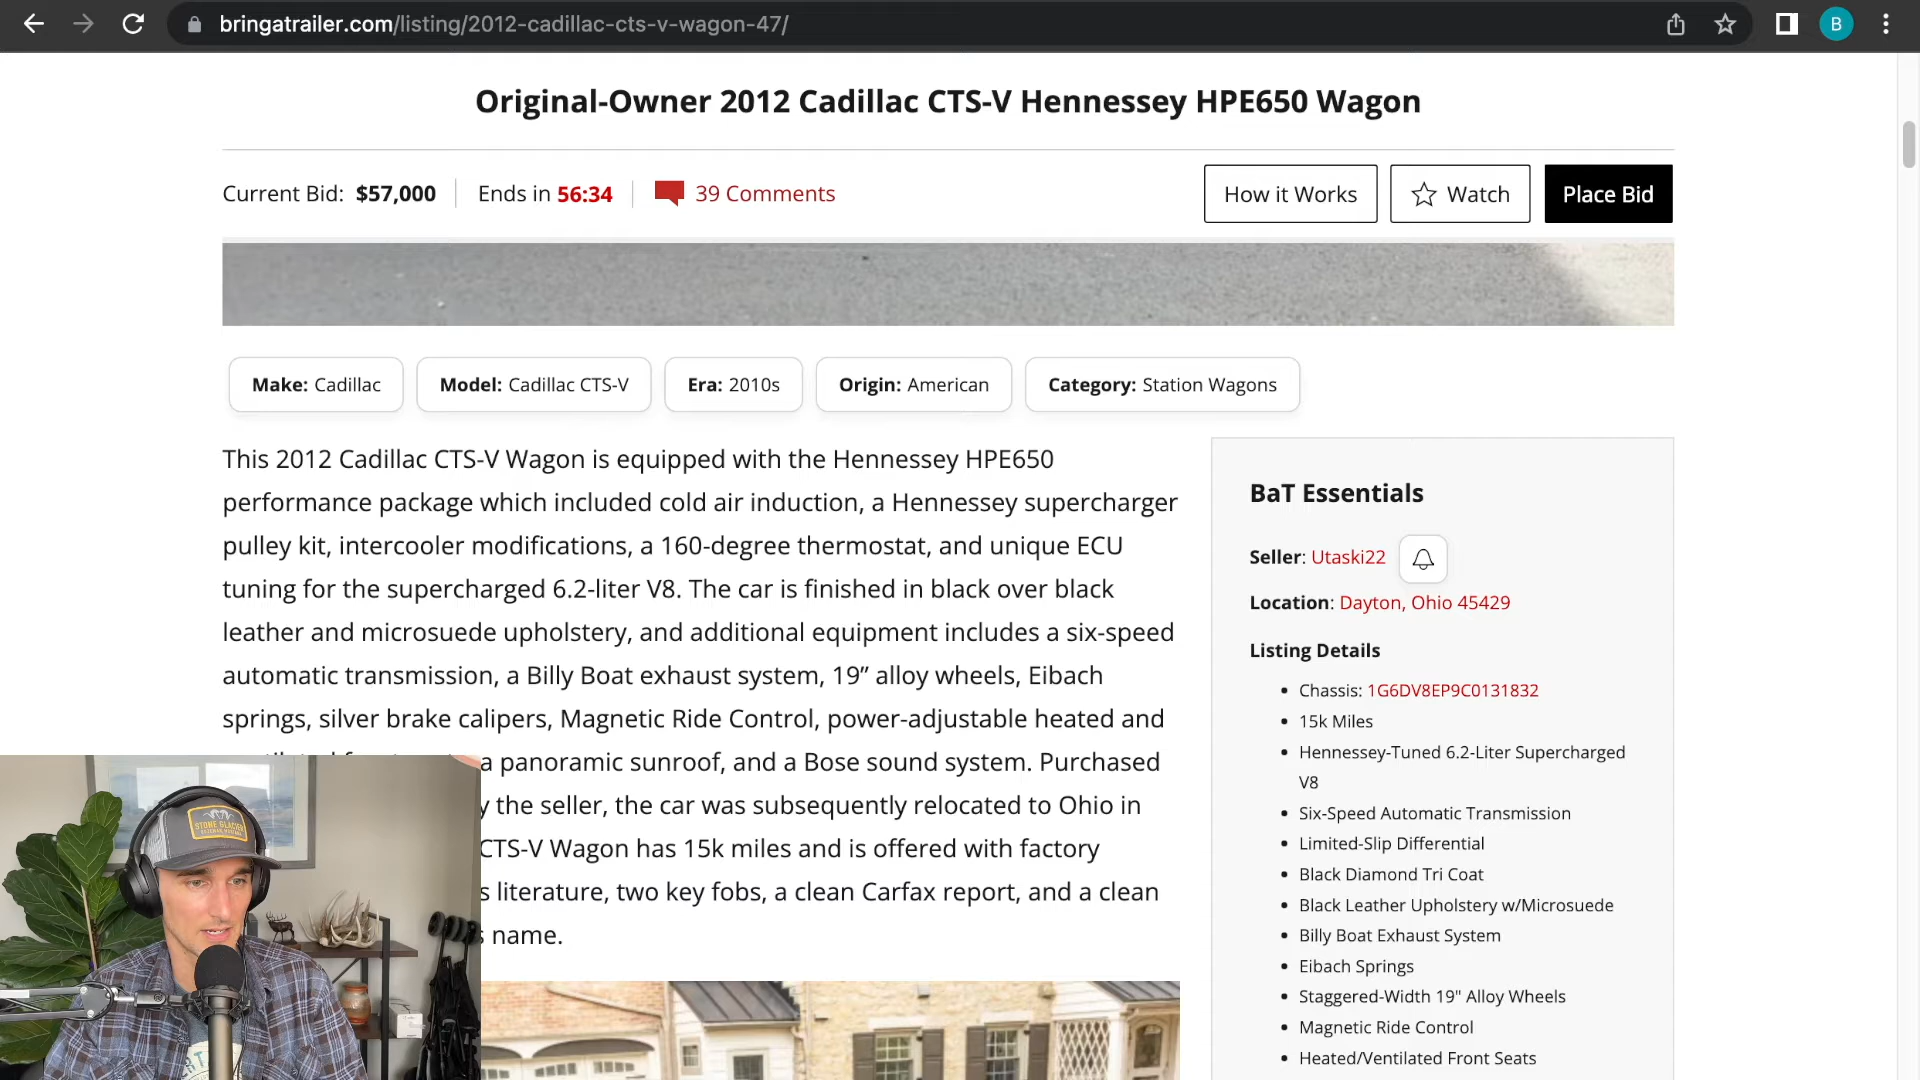 bringatrailer.com/listing/2012-cadillac-cts-v-wagon-47/
B
Original-Owner 2012 Cadillac CTS-V Hennessey HPE650 Wagon
Current Bid: $57,000 Ends in 56:34 39 Comments How it Works Watch Place Bid
Make: Cadillac Model: Cadillac CTS-V Era: 2010s Origin: American Category: Station Wagons
This 2012 Cadillac CTS-V Wagon is equipped with the Hennessey HPE650
performance package which included cold air induction, a Hennessey supercharger
pulley kit, intercooler modifications, a 160-degree thermostat, and unique ECU
tuning for the supercharged 6.2-liter V8. The car is finished in black over black
leather and microsuede upholstery, and additional equipment includes a six-speed
automatic transmission, a Billy Boat exhaust system, 19” alloy wheels, Eibach
springs, silver brake calipers, Magnetic Ride Control, power-adjustable heated and
a panoramic sunroof, and a Bose sound system. Purchased
y the seller, the car was subsequently relocated to Ohio in
CTS-V Wagon has 15k miles and is offered with factory
s literature, two key fobs, a clean Carfax report, and a clean
s name.
BaT Essentials
Seller: Utaski22
Location: Dayton, Ohio 45429
Listing Details
Chassis: 1G6DV8EP9C0131832
15k Miles
Hennessey-Tuned 6.2-Liter Supercharged
V8
Six-Speed Automatic Transmission
Limited-Slip Differential
Black Diamond Tri Coat
Black Leather Upholstery w/Microsuede
Billy Boat Exhaust System
Eibach Springs
Staggered-Width 19" Alloy Wheels
Magnetic Ride Control
Heated/Ventilated Front Seats
STONE GLACIER